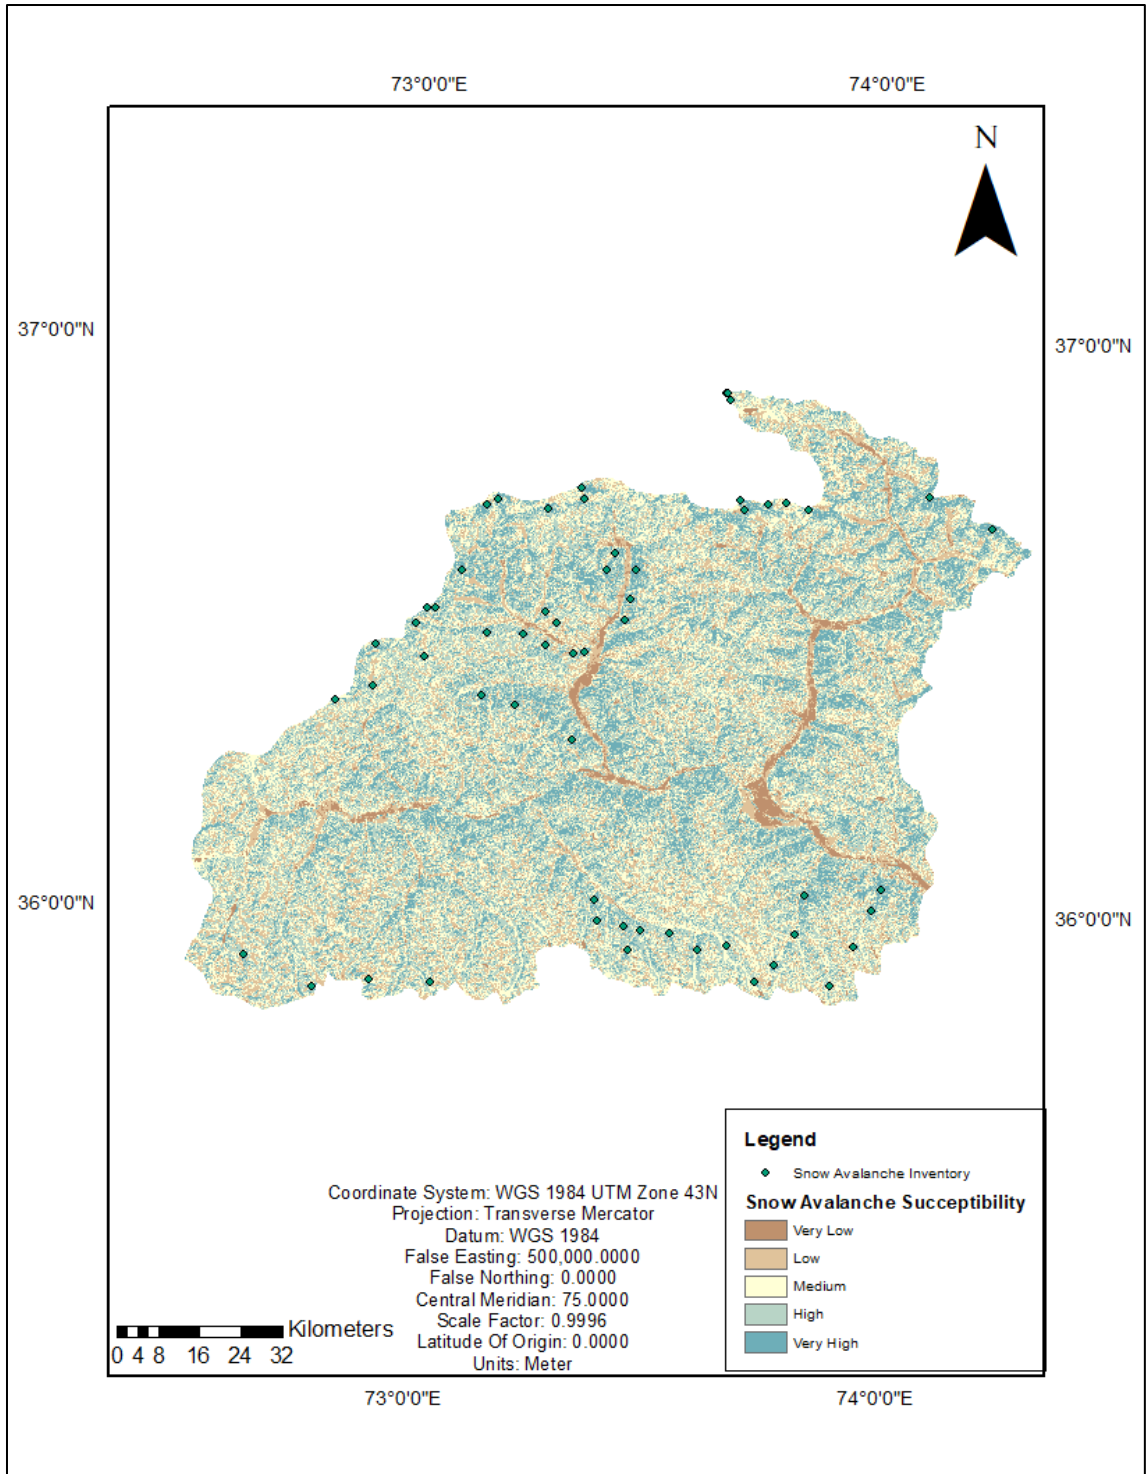 73°0'0"E
74°0'0"E
N
37°0'0"N
37°0'0"N
36°0'0"N
36°0'0"N
Legend
Snow Avalanche Inventory
Snow Avalanche Succeptibility
Very Low
Low
Medium
High
Very High
Coordinate System: WGS 1984 UTM Zone 43N
Projection: Transverse Mercator
Datum: WGS 1984
False Easting: 500,000.0000
False Northing: 0.0000
Central Meridian: 75.0000
Scale Factor: 0.9996
Latitude Of Origin: 0.0000
Units: Meter
Kilometers
0 4 8 16 24 32
73°0'0"E
74°0'0"E